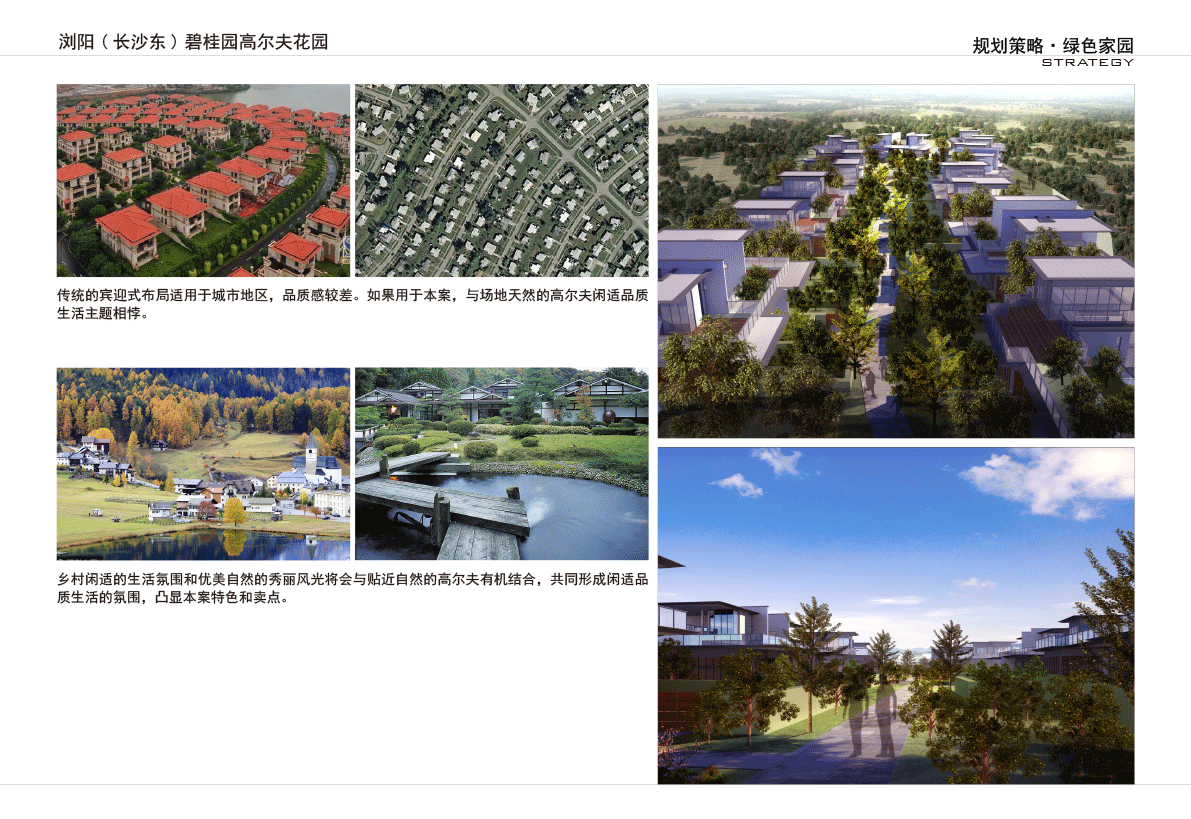 浏阳（长沙东）碧桂园高尔夫花园
规划策略·绿色家园
STRATEGY
传统的宾迎式布局适用于城市地区，品质感较差。如果用于本案，与场地天然的高尔夫闲适品质
生活主题相悖。
乡村闲适的生活氛围和优美自然的秀丽风光将会与贴近自然的高尔夫有机结合，共同形成闲适品
质生活的氛围，凸显本案特色和卖点。